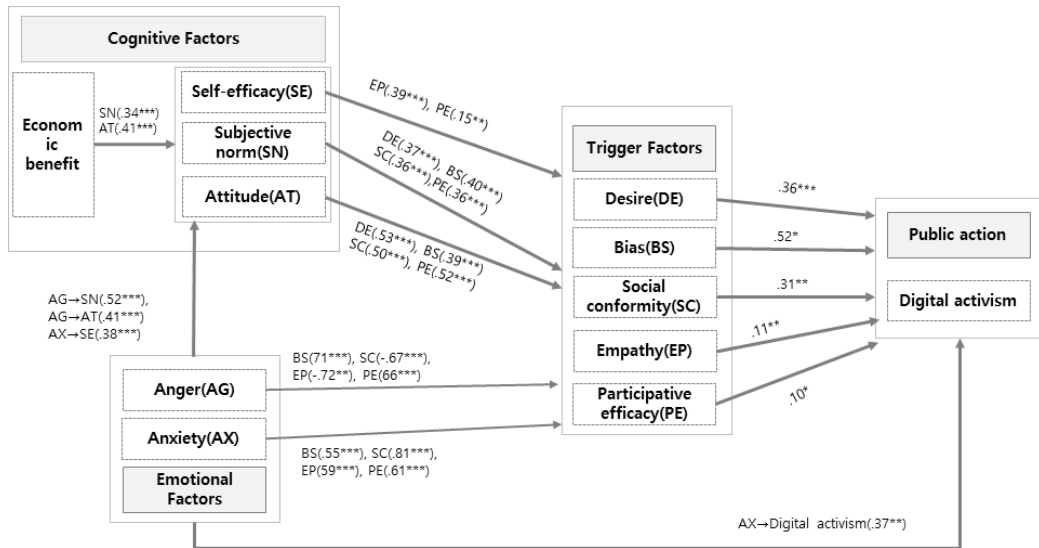 Cognitive Factors
Econom
ic
benefit
SN(.34***)
AT(.41***)
Self-efficacy(SE)
Subjective
norm(SN)
Attitude(AT)
EP(.39***), PE(.15**)
DE(.37***), BS(.40***)
SC(.36***),PE(.36***)
DE(.53***), BS(.39***)
SC(.50***), PE(.52***)
Trigger Factors
Desire(DE)
Bias(BS)
Social
conformity(SC)
Empathy(EP)
Participative
efficacy(PE)
.36***
.52*
.31**
.11**
.10*
Public action
Digital activism
AG→SN(.52***),
AG→AT(.41***)
AX→SE(.38***)
Anger(AG)
Anxiety(AX)
Emotional
Factors
BS(71***), SC(-.67***),
EP(-.72**), PE(66***)
BS(.55***), SC(.81***),
EP(59***), PE(.61***)
AX→Digital activism(.37**)